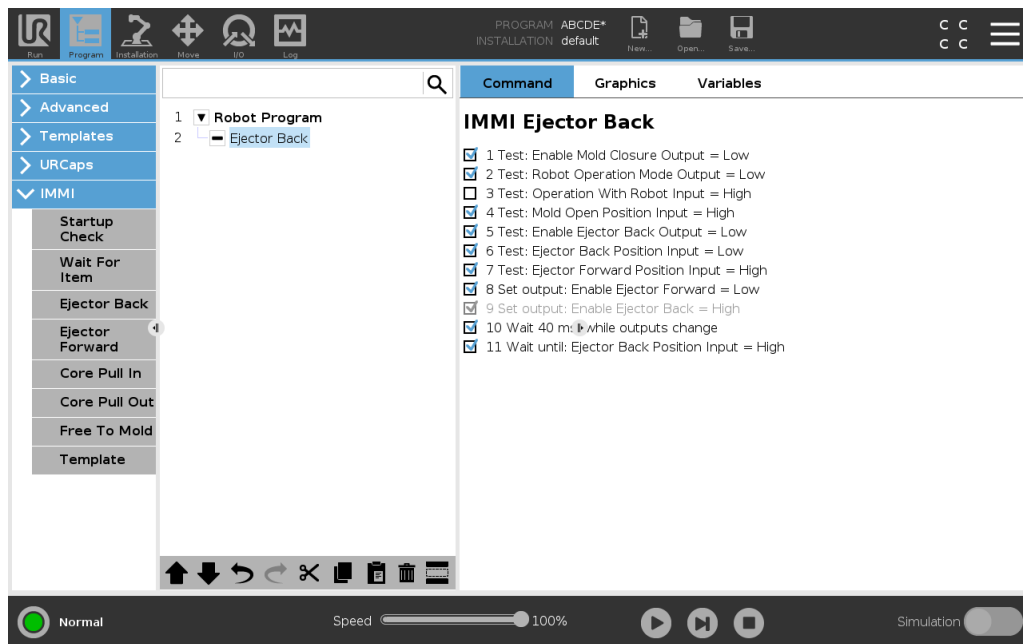 UR
PROGRAM ABCDE*
INSTALLATION default
Run Program Installation Move I/O Log New... Open... Save...
C C
C C
Basic
Advanced
Templates
URCaps
IMMI
Startup
Check
Wait For
Item
Ejector Back
Ejector
Forward
Core Pull In
Core Pull Out
Free To Mold
Template
1 Robot Program
2 Ejector Back
Command Graphics Variables
IMMI Ejector Back
1 Test: Enable Mold Closure Output = Low
2 Test: Robot Operation Mode Output = Low
3 Test: Operation With Robot Input = High
4 Test: Mold Open Position Input = High
5 Test: Enable Ejector Back Output = Low
6 Test: Ejector Back Position Input = Low
7 Test: Ejector Forward Position Input = High
8 Set output: Enable Ejector Forward = Low
9 Set output: Enable Ejector Back = High
10 Wait 40 ms while outputs change
11 Wait until: Ejector Back Position Input = High
Normal
Speed 100%
Simulation